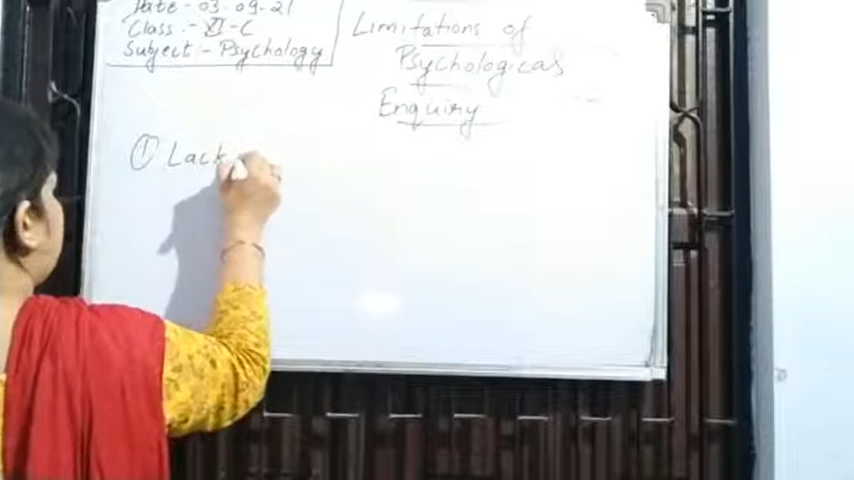 Date - 03.09.21
Class - XI - C
Subject - Psychology
Limitations of
Psychological
Enquiry
① Lack